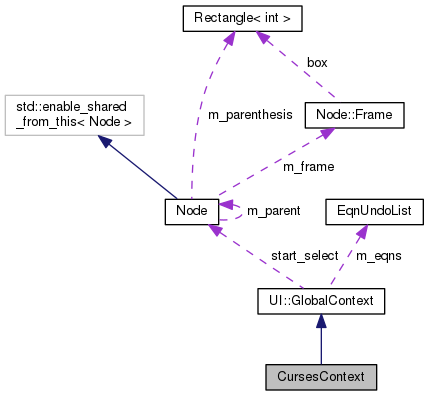 Rectangle< int >
box
std::enable_shared
_from_this< Node >
m_parenthesis
Node::Frame
m_frame
Node
m_parent
EqnUndoList
start_select
m_eqns
UI::GlobalContext
CursesContext